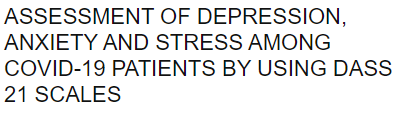 ASSESSMENT OF DEPRESSION,
ANXIETY AND STRESS AMONG
COVID-19 PATIENTS BY USING DASS
21 SCALES